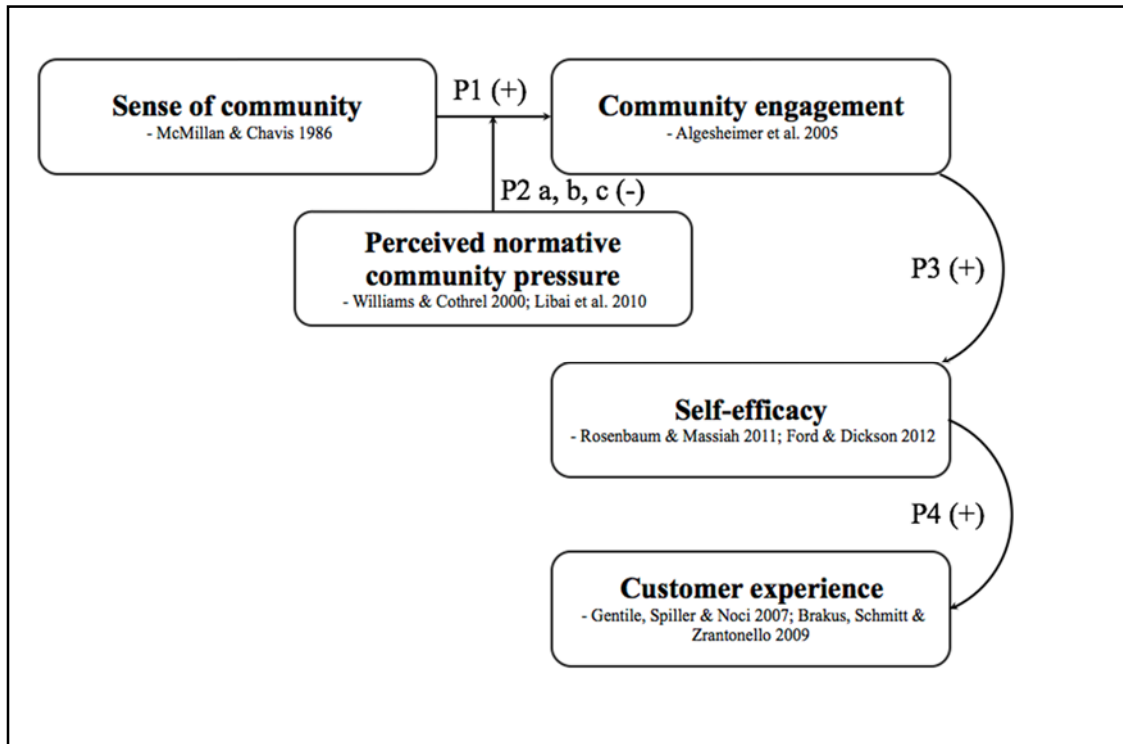 Sense of community
- McMillan & Chavis 1986
P1 (+)
Community engagement
- Algesheimer et al. 2005
P2 a, b, c (-)
Perceived normative
community pressure
- Williams & Cothrel 2000; Libai et al. 2010
P3 (+)
Self-efficacy
- Rosenbaum & Massiah 2011; Ford & Dickson 2012
P4 (+)
Customer experience
- Gentile, Spiller & Noci 2007; Brakus, Schmitt &
Zrantonello 2009